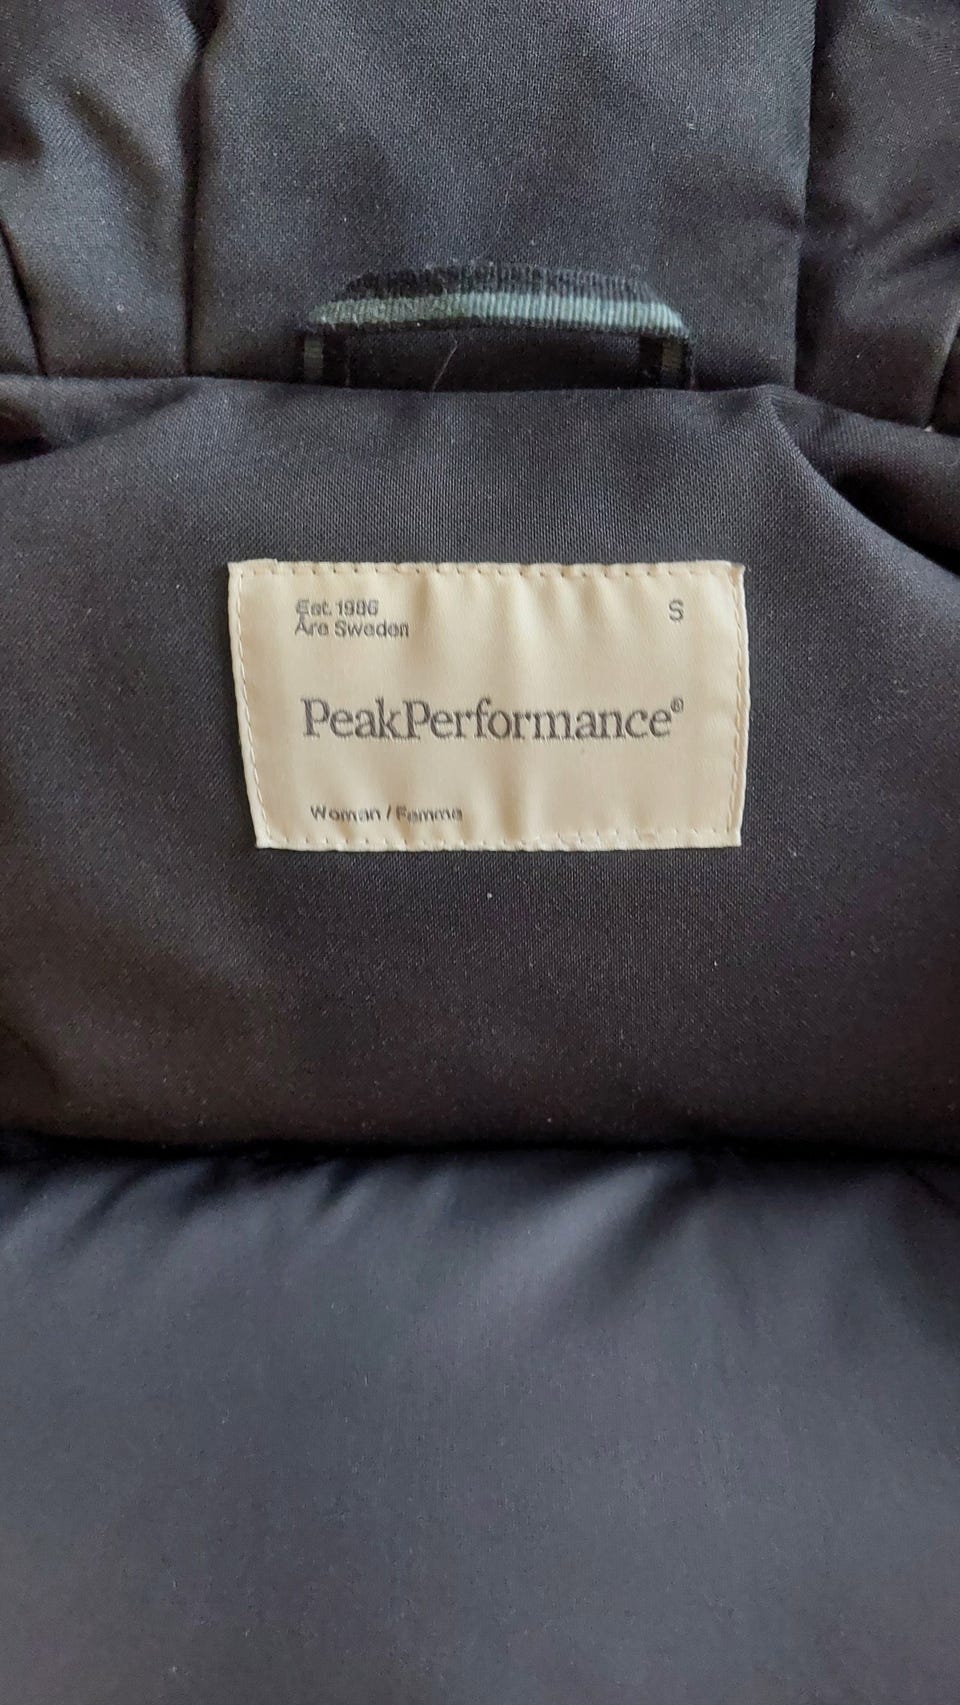 Est. 1986
Åre Sweden
S
PeakPerformance®
Woman / Femme